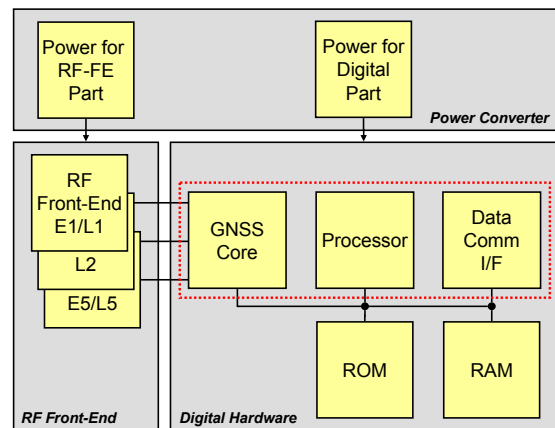 Power for
RF-FE
Part
Power for
Digital
Part
Power Converter
RF
Front-End
E1/L1
L2
E5/L5
RF Front-End
GNSS
Core
Processor
Data
Comm
I/F
ROM
RAM
Digital Hardware